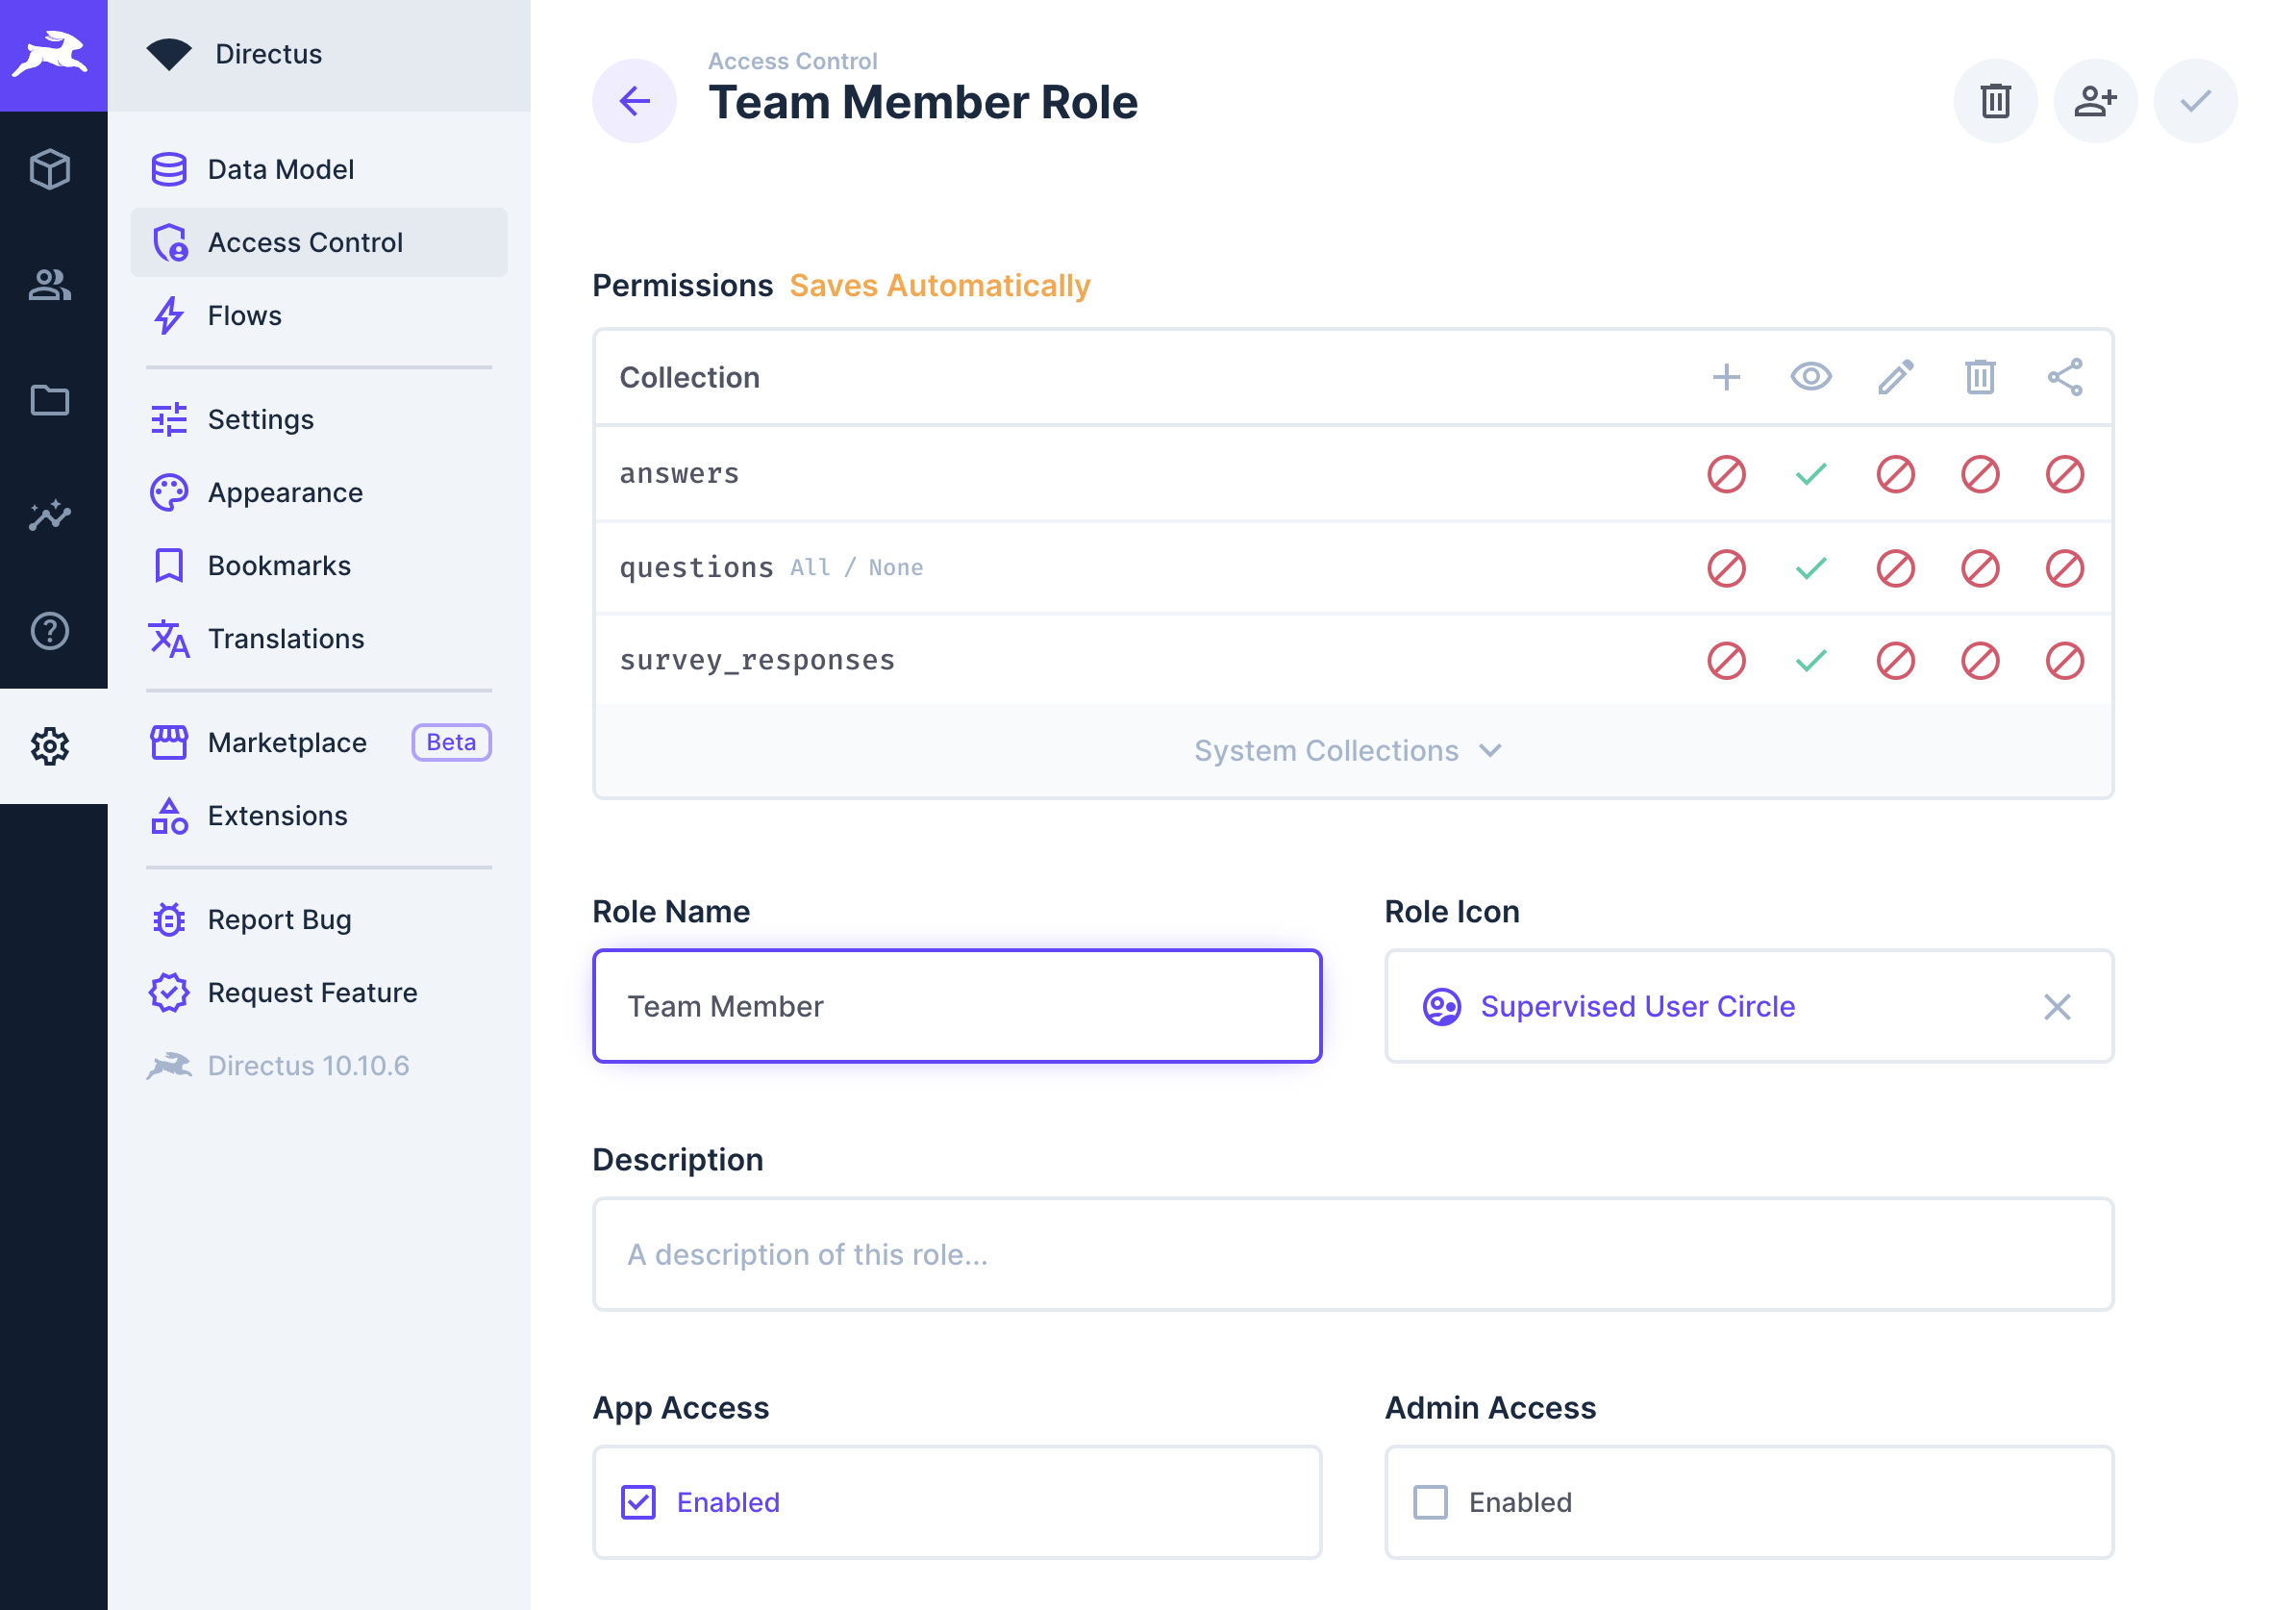 Directus
Data Model
Access Control
Flows
Settings
Appearance
Bookmarks
Translations
Marketplace Beta
Extensions
Report Bug
Request Feature
Directus 10.10.6
Access Control
Team Member Role
Permissions Saves Automatically
Collection
answers
questions All / None
survey_responses
System Collections
Role Name
Team Member
Role Icon
Supervised User Circle
Description
A description of this role...
App Access
Enabled
Admin Access
Enabled